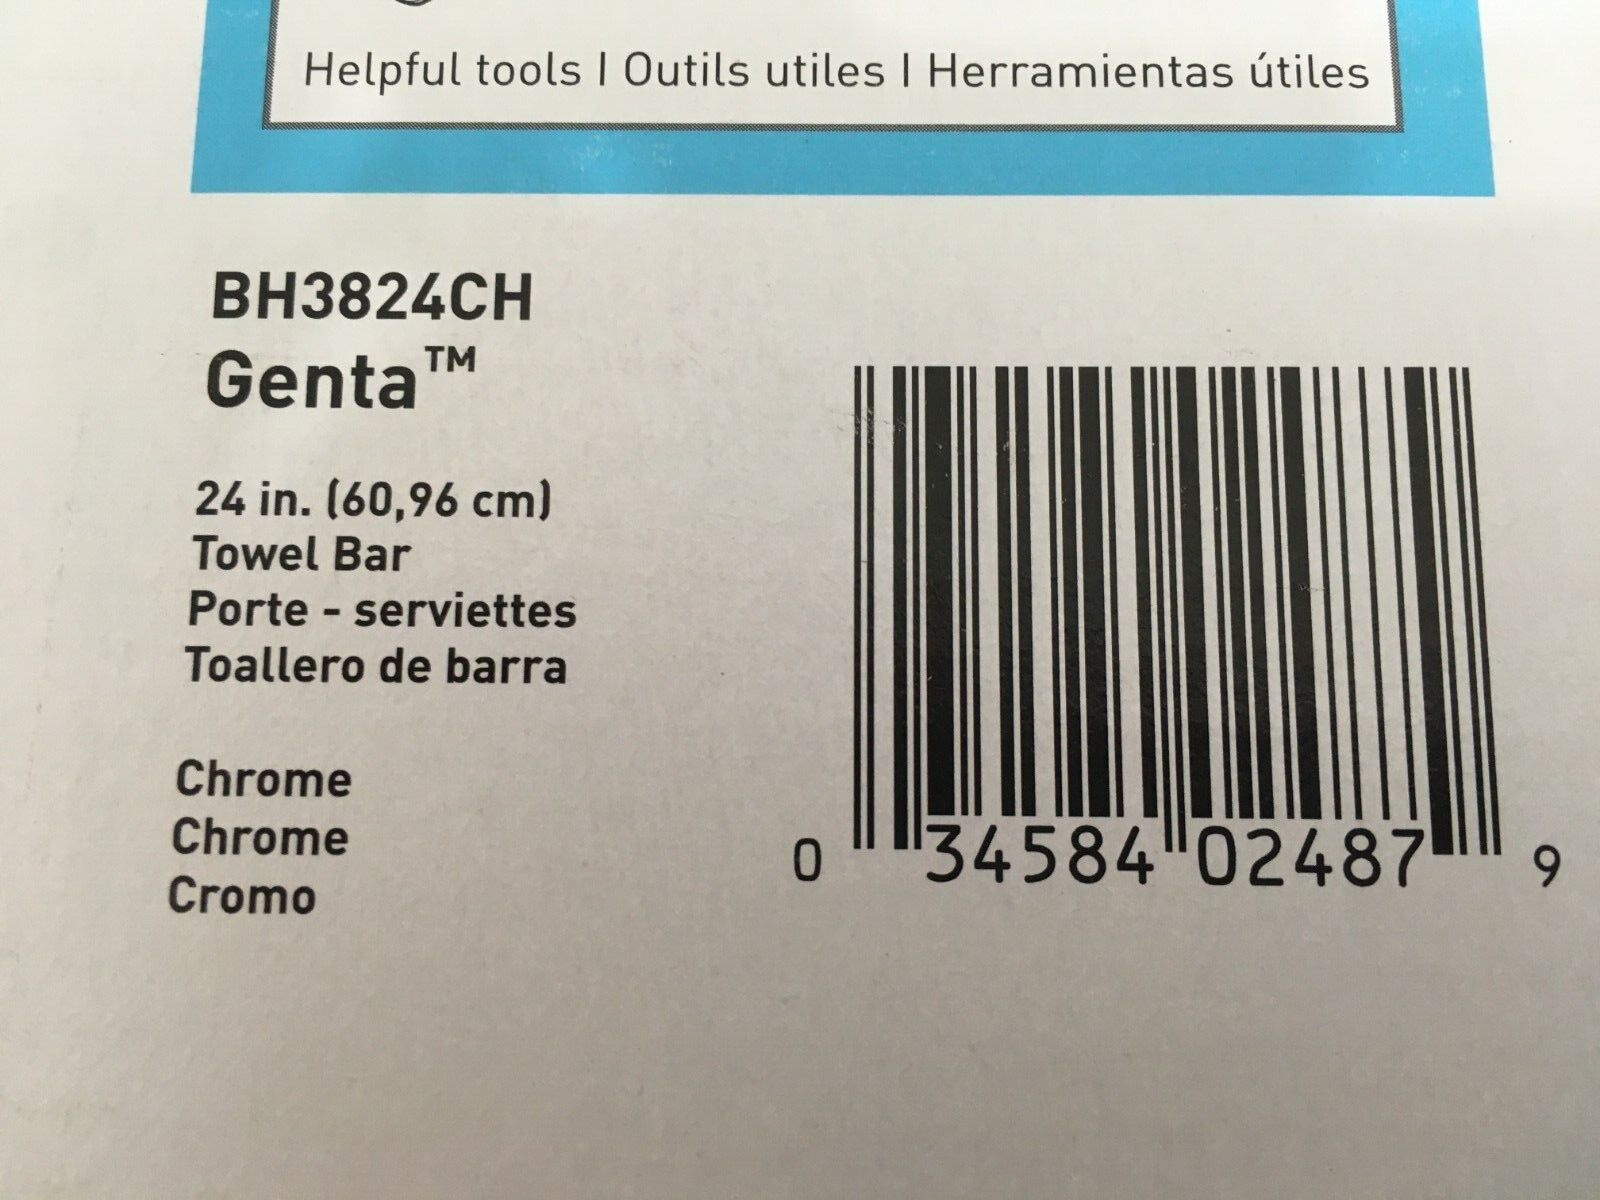 Helpful tools | Outils utiles | Herramientas útiles
BH3824CH
Genta™
24 in. (60,96 cm)
Towel Bar
Porte - serviettes
Toallero de barra
Chrome
Chrome
Cromo
0 34584 02487 9